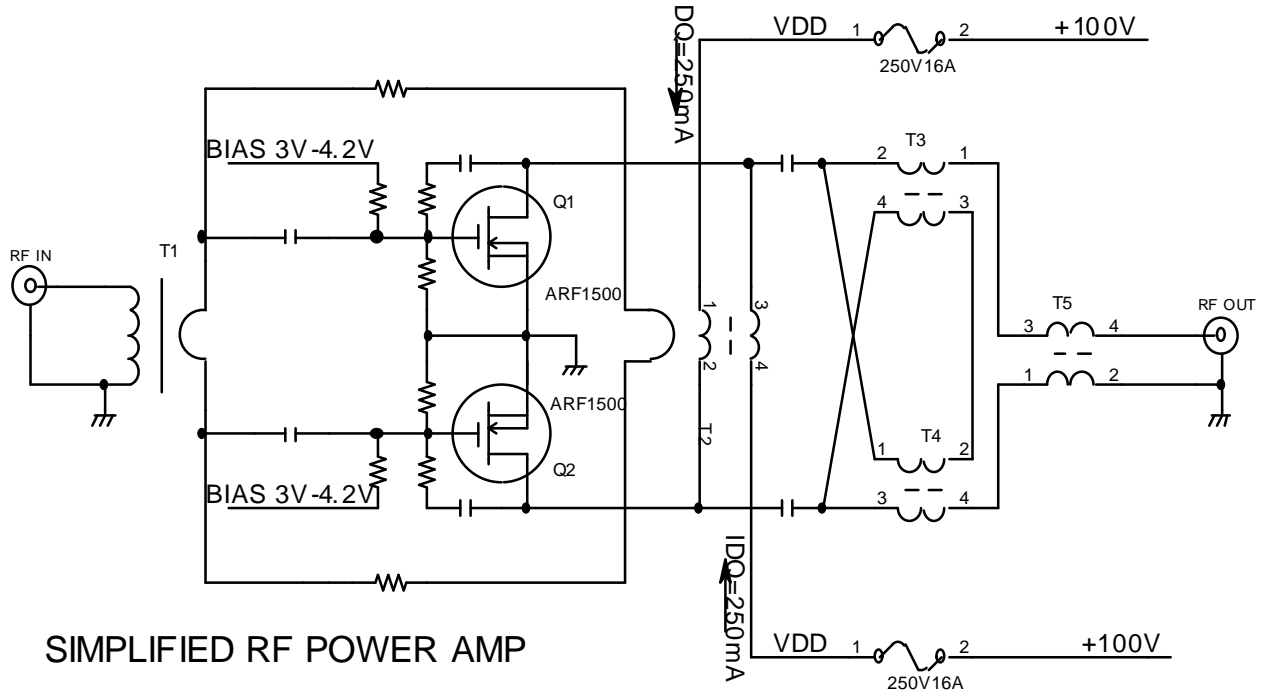 DQ=250mA
VDD 1 2 +100V
250V16A
BIAS 3V-4.2V
T3
2 1
Q1
4 3
RF IN
T1
ARF1500
1 3
T5
RF OUT
3 4
2 4
1 2
ARF1500
T2
T4
1 2
Q2
3 4
BIAS 3V-4.2V
IDQ=250mA
SIMPLIFIED RF POWER AMP
VDD 1 2 +100V
250V16A